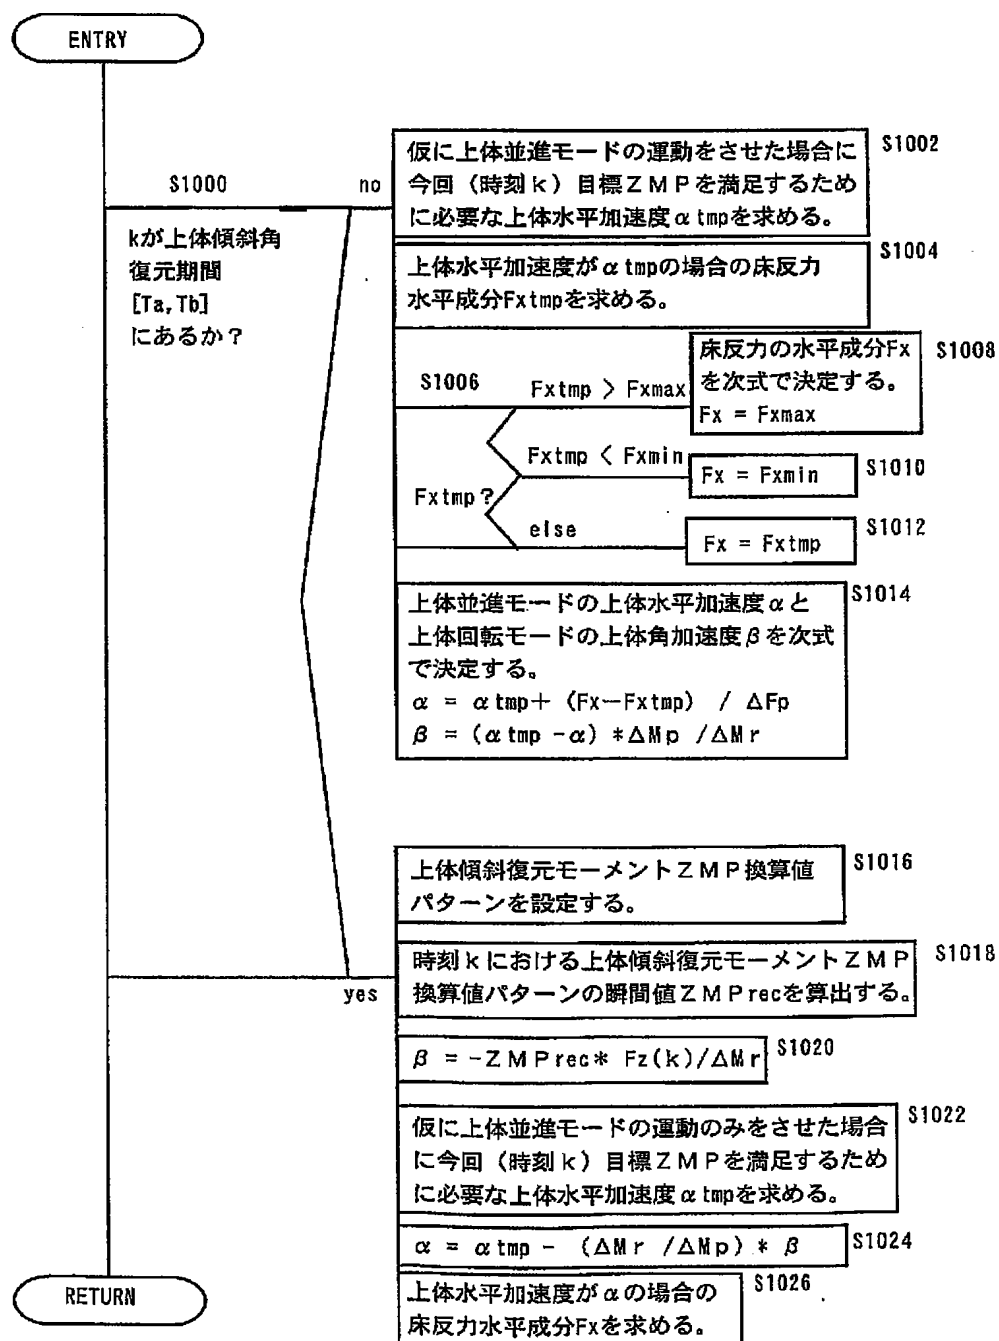 ENTRY
S1000
no
kが上体傾斜角
復元期間
[Ta,Tb]
にあるか？
仮に上体並進モードの運動をさせた場合に
今回（時刻ｋ）目標ＺＭＰを満足するため
に必要な上体水平加速度αtmpを求める。
S1002
上体水平加速度がαtmpの場合の床反力
水平成分Fxtmpを求める。
S1004
S1006
Fxtmp？
Fxtmp > Fxmax
床反力の水平成分Fx
を次式で決定する。
Fx = Fxmax
S1008
Fxtmp < Fxmin
Fx = Fxmin
S1010
else
Fx = Fxtmp
S1012
上体並進モードの上体水平加速度αと
上体回転モードの上体角加速度βを次式
で決定する。
α = αtmp＋ (Fx－Fxtmp) / ΔFp
β = (αtmp -α) *ΔMp /ΔMr
S1014
yes
上体傾斜復元モーメントＺＭＰ換算値
パターンを設定する。
S1016
時刻ｋにおける上体傾斜復元モーメントＺＭＰ
換算値パターンの瞬間値ＺＭＰrecを算出する。
S1018
β = -ＺＭＰrec* Fz(k)/ΔMr
S1020
仮に上体並進モードの運動のみをさせた場合
に今回（時刻ｋ）目標ＺＭＰを満足するため
に必要な上体水平加速度αtmpを求める。
S1022
α = αtmp - (ΔMr /ΔMp) * β
S1024
上体水平加速度がαの場合の
床反力水平成分Fxを求める。
S1026
RETURN